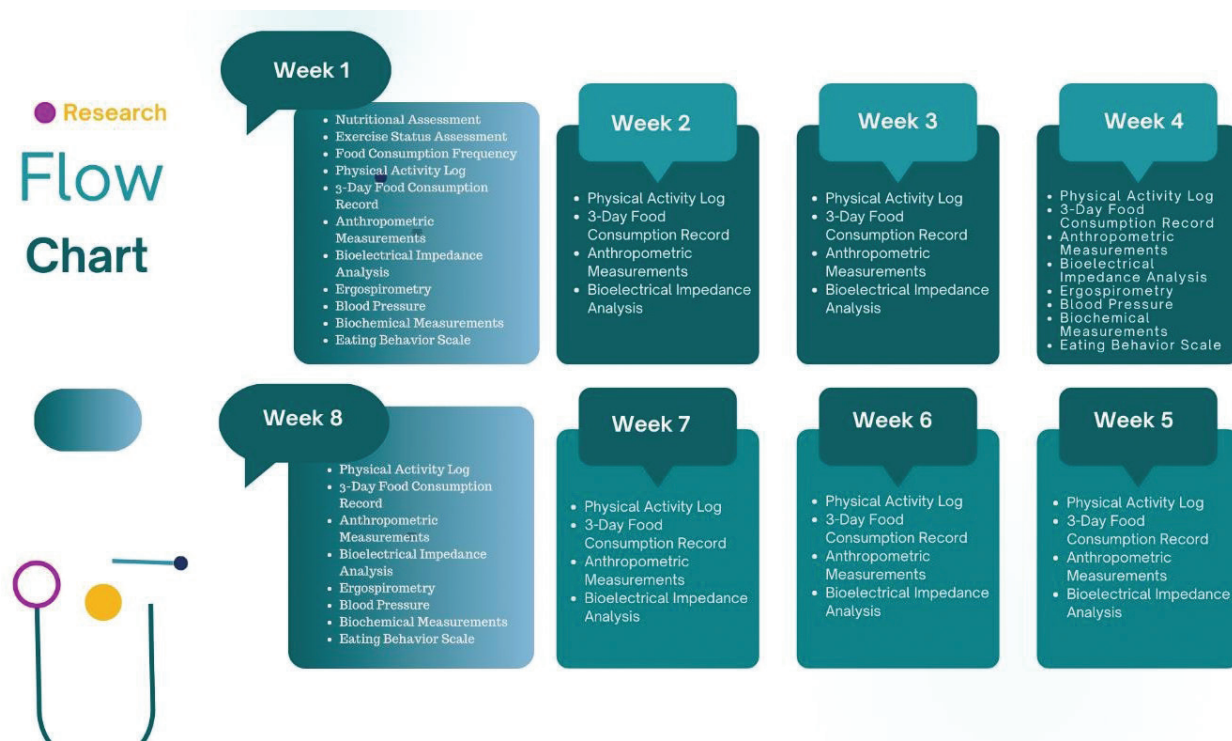 Research
Flow
Chart
Week 1
• Nutritional Assessment
• Exercise Status Assessment
• Food Consumption Frequency
• Physical Activity Log
• 3-Day Food Consumption
Record
• Anthropometric
Measurements
• Bioelectrical Impedance
Analysis
• Ergospirometry
• Blood Pressure
• Biochemical Measurements
• Eating Behavior Scale
Week 2
• Physical Activity Log
• 3-Day Food
Consumption Record
• Anthropometric
Measurements
• Bioelectrical Impedance
Analysis
Week 3
• Physical Activity Log
• 3-Day Food
Consumption Record
• Anthropometric
Measurements
• Bioelectrical Impedance
Analysis
Week 4
• Physical Activity Log
• 3-Day Food
Consumption Record
• Anthropometric
Measurements
• Bioelectrical
Impedance Analysis
• Ergospirometry
• Blood Pressure
• Biochemical
Measurements
• Eating Behavior Scale
Week 8
• Physical Activity Log
• 3-Day Food Consumption
Record
• Anthropometric
Measurements
• Bioelectrical Impedance
Analysis
• Ergospirometry
• Blood Pressure
• Biochemical Measurements
• Eating Behavior Scale
Week 7
• Physical Activity Log
• 3-Day Food
Consumption Record
• Anthropometric
Measurements
• Bioelectrical Impedance
Analysis
Week 6
• Physical Activity Log
• 3-Day Food
Consumption Record
• Anthropometric
Measurements
• Bioelectrical Impedance
Analysis
Week 5
• Physical Activity Log
• 3-Day Food
Consumption Record
• Anthropometric
Measurements
• Bioelectrical Impedance
Analysis